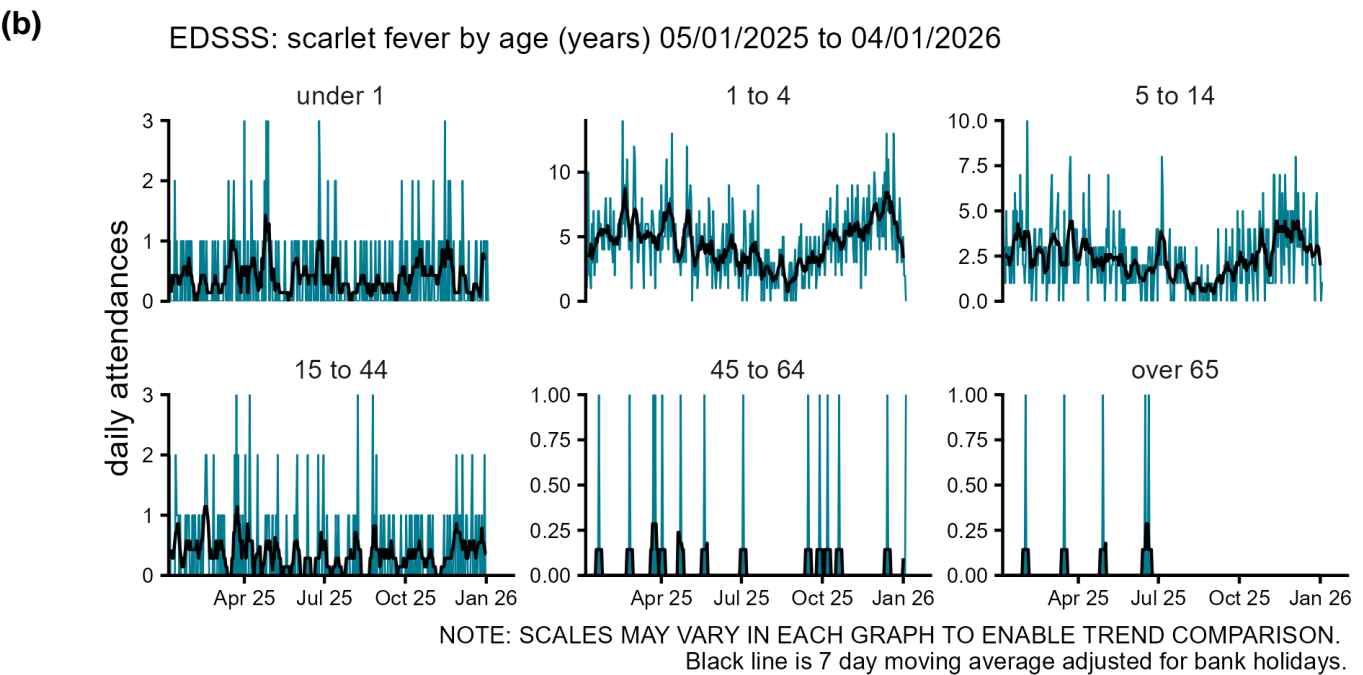 (b)
EDSSS: scarlet fever by age (years) 05/01/2025 to 04/01/2026
daily attendances
under 1
3
2
1
0
1 to 4
10
5
0
5 to 14
10.0
7.5
5.0
2.5
0.0
15 to 44
3
2
1
0
Apr 25 Jul 25 Oct 25 Jan 26
45 to 64
1.00
0.75
0.50
0.25
0.00
Apr 25 Jul 25 Oct 25 Jan 26
over 65
1.00
0.75
0.50
0.25
0.00
Apr 25 Jul 25 Oct 25 Jan 26
NOTE: SCALES MAY VARY IN EACH GRAPH TO ENABLE TREND COMPARISON.
Black line is 7 day moving average adjusted for bank holidays.